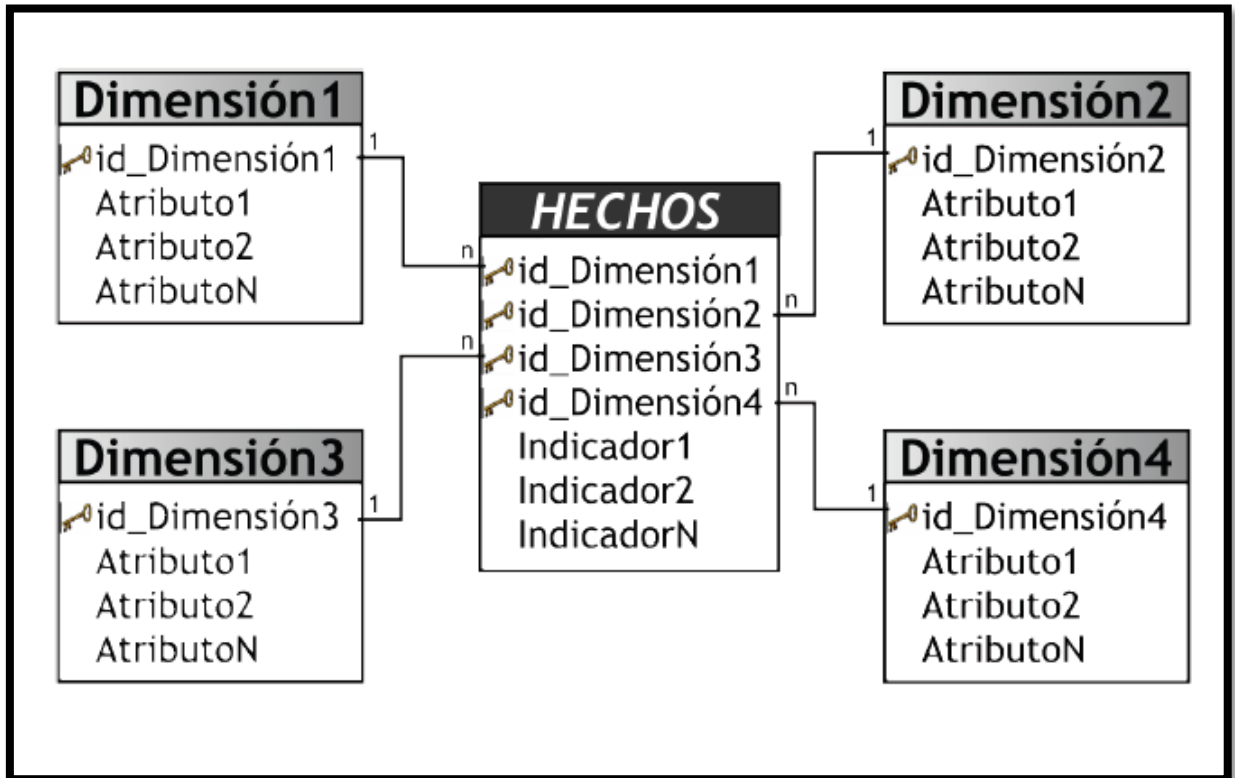 Dimensión1
id_Dimensión1
Atributo1
Atributo2
AtributoN
1
n
HECHOS
id_Dimensión1
id_Dimensión2
id_Dimensión3
id_Dimensión4
Indicador1
Indicador2
IndicadorN
n
n
n
Dimensión2
1
id_Dimensión2
Atributo1
Atributo2
AtributoN
Dimensión3
id_Dimensión3
1
Atributo1
Atributo2
AtributoN
Dimensión4
1
id_Dimensión4
Atributo1
Atributo2
AtributoN